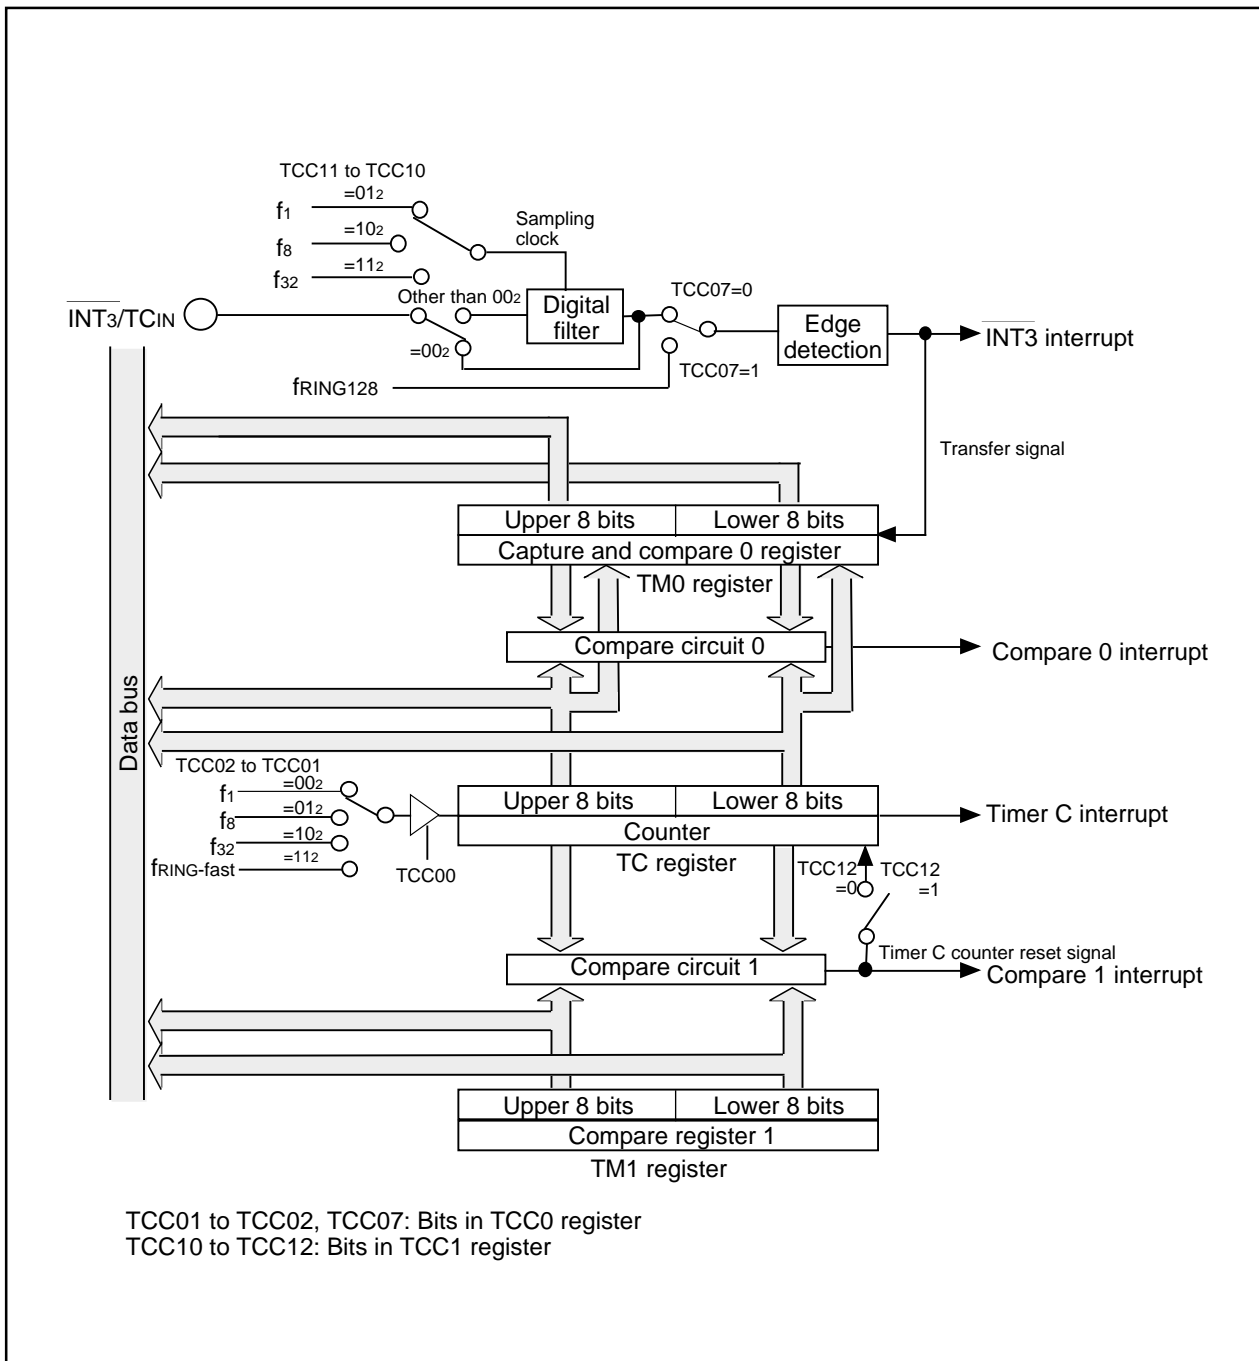 TCC11 to TCC10
f1
=012
f8
=102
f32
=112
Sampling
clock
INT3/TCIN
Other than 002
=002
Digital
filter
TCC07=0
TCC07=1
fRING128
Edge
detection
INT3 interrupt
Transfer signal
Upper 8 bits
Lower 8 bits
Capture and compare 0 register
TM0 register
Compare circuit 0
Compare 0 interrupt
Data bus
TCC02 to TCC01
f1
=002
f8
=012
f32
=102
fRING-fast
=112
TCC00
Upper 8 bits
Lower 8 bits
Counter
TC register
Timer C interrupt
TCC12
=0
TCC12
=1
Timer C counter reset signal
Compare circuit 1
Compare 1 interrupt
Upper 8 bits
Lower 8 bits
Compare register 1
TM1 register
TCC01 to TCC02, TCC07: Bits in TCC0 register
TCC10 to TCC12: Bits in TCC1 register